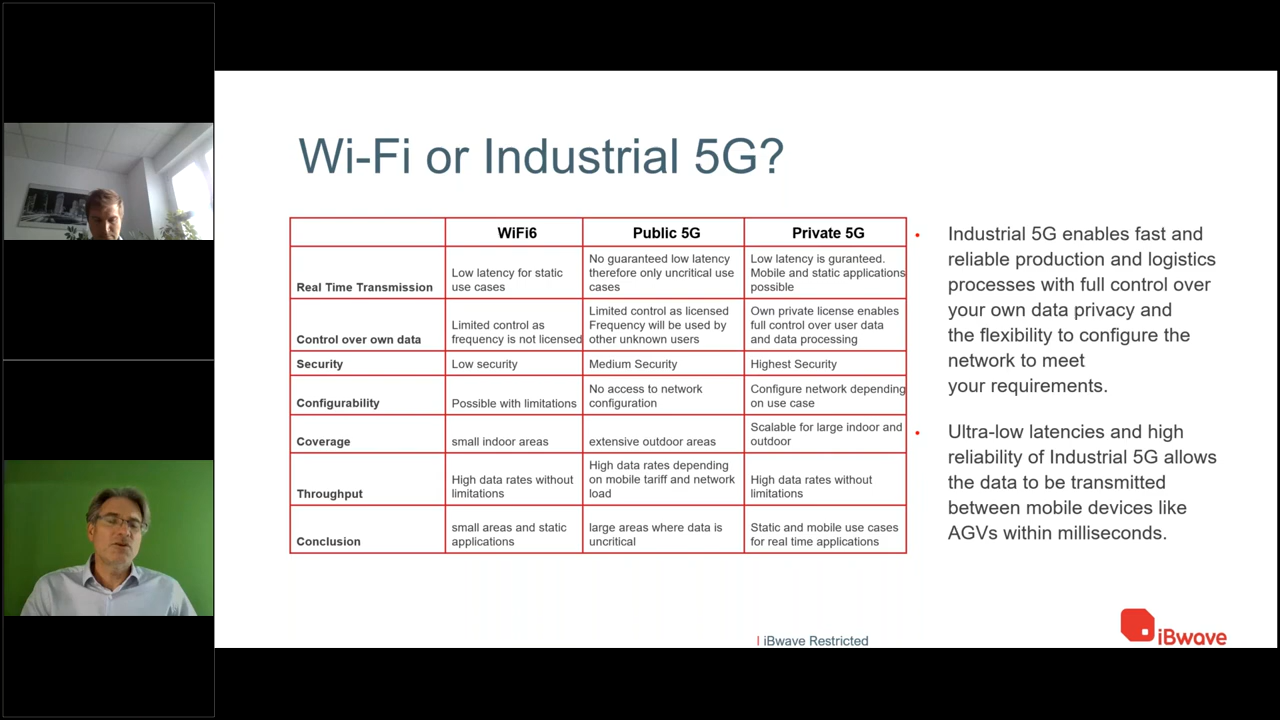 Wi-Fi or Industrial 5G?
WiFi6
Public 5G
Private 5G
Real Time Transmission
Low latency for static
use cases
No guaranteed low latency
therefore only uncritical use
cases
Low latency is guranteed.
Mobile and static applications
possible
Control over own data
Limited control as
frequency is not licensed
Limited control as licensed
Frequency will be used by
other unknown users
Own private license enables
full control over user data
and data processing
Security
Low security
Medium Security
Highest Security
Configurability
Possible with limitations
No access to network
configuration
Configure network depending
on use case
Coverage
small indoor areas
extensive outdoor areas
Scalable for large indoor and
outdoor
Throughput
High data rates without
limitations
High data rates depending
on mobile tariff and network
load
High data rates without
limitations
Conclusion
small areas and static
applications
large areas where data is
uncritical
Static and mobile use cases
for real time applications
• Industrial 5G enables fast and
reliable production and logistics
processes with full control over
your own data privacy and
the flexibility to configure the
network to meet
your requirements.
• Ultra-low latencies and high
reliability of Industrial 5G allows
the data to be transmitted
between mobile devices like
AGVs within milliseconds.
| iBwave Restricted
iBwave